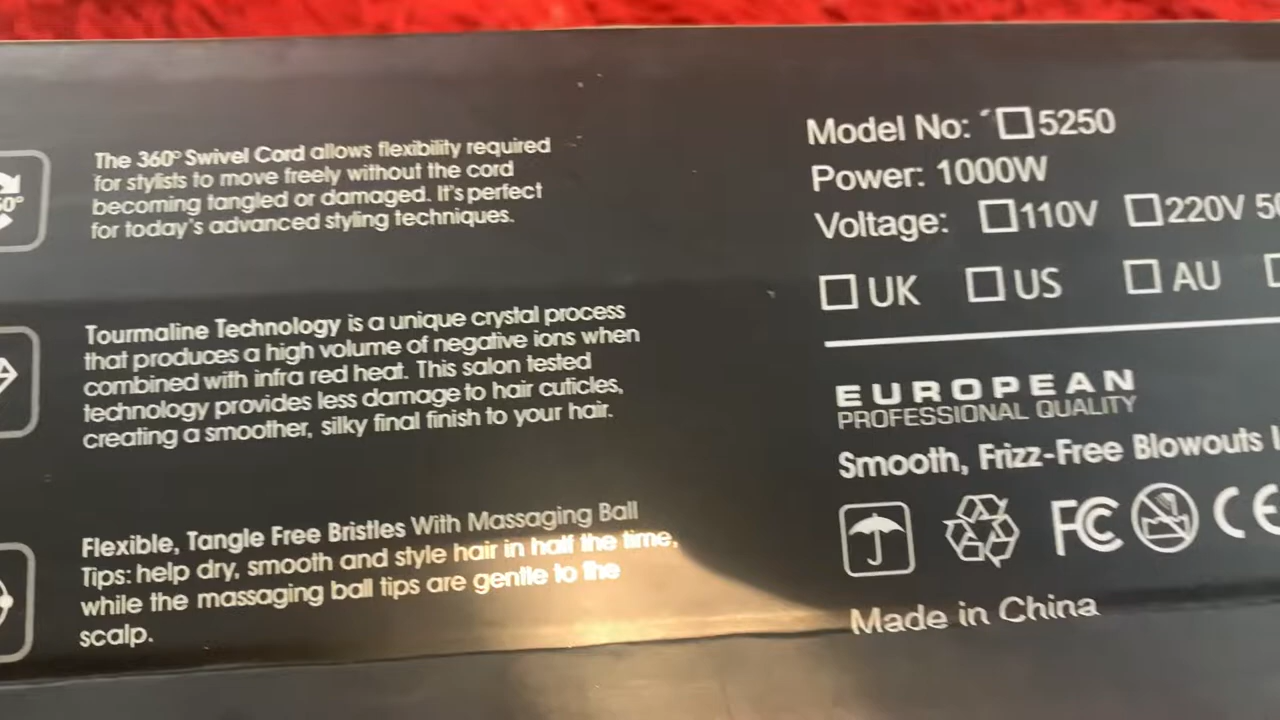 The 360° Swivel Cord allows flexibility required
for stylists to move freely without the cord
becoming tangled or damaged. It's perfect
for today's advanced styling techniques.
Tourmaline Technology is a unique crystal process
that produces a high volume of negative ions when
combined with infra red heat. This salon tested
technology provides less damage to hair cuticles,
creating a smoother, silky final finish to your hair.
Flexible, Tangle Free Bristles With Massaging Ball
Tips: help dry, smooth and style hair in half the time,
while the massaging ball tips are gentle to the
scalp.
Model No: ☐5250
Power: 1000W
Voltage: ☐110V ☐220V 50
☐UK ☐US ☐AU
EUROPEAN
PROFESSIONAL QUALITY
Smooth, Frizz-Free Blowouts
FC CE
Made in China